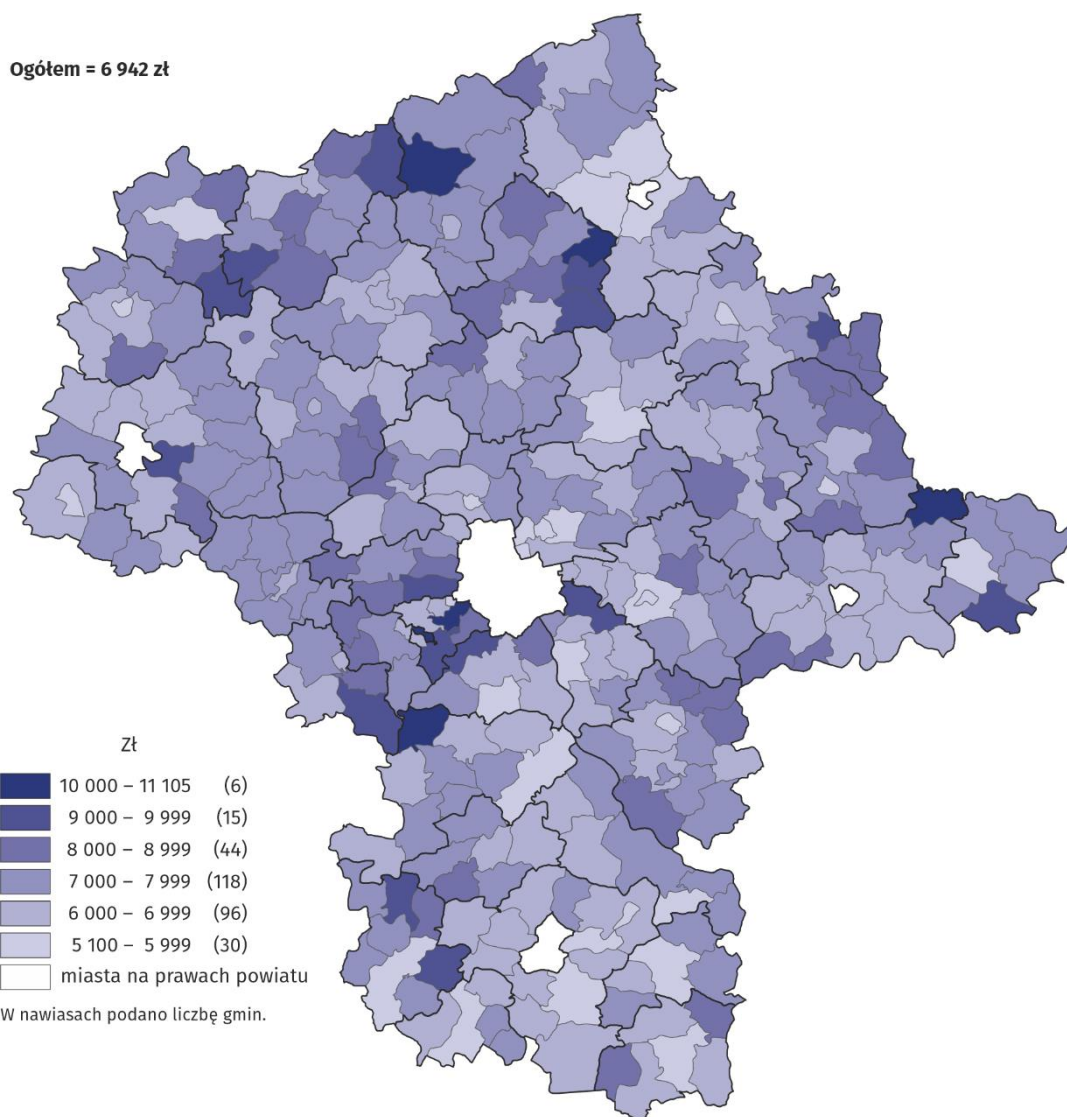 Ogółem = 6 942 zł
Zł
10 000 – 11 105 (6)
9 000 – 9 999 (15)
8 000 – 8 999 (44)
7 000 – 7 999 (118)
6 000 – 6 999 (96)
5 100 – 5 999 (30)
miasta na prawach powiatu
W nawiasach podano liczbę gmin.